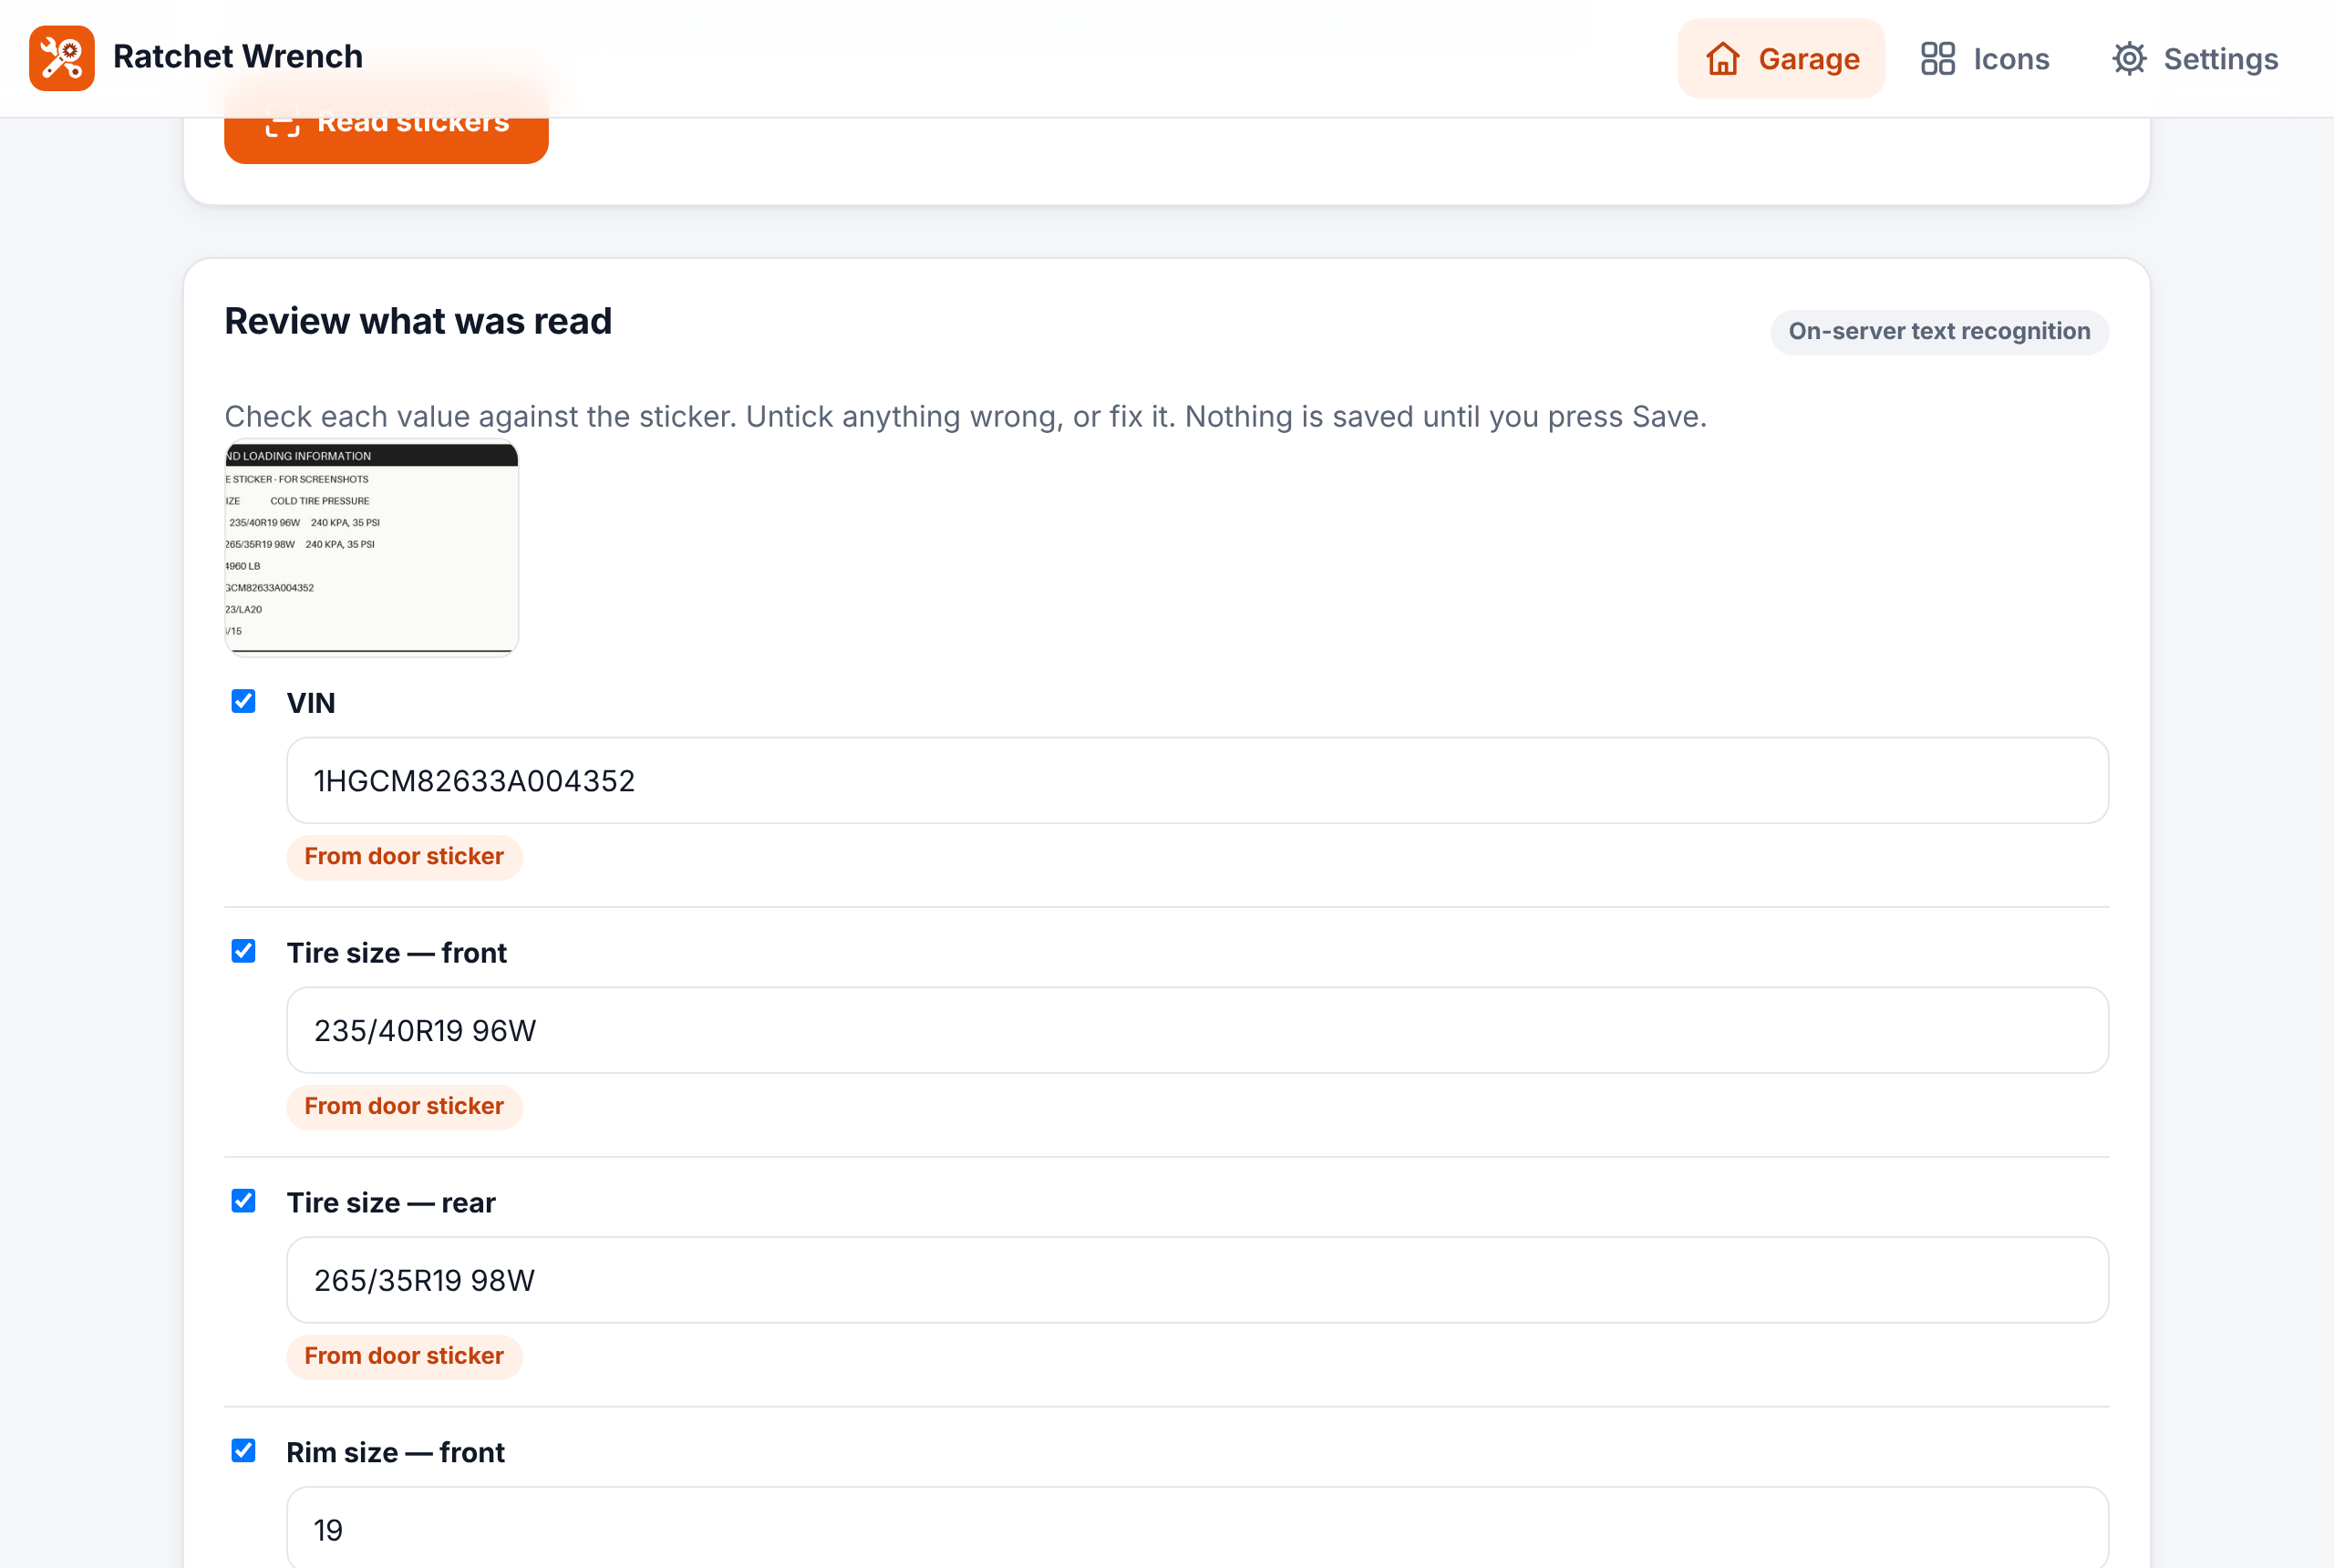 Ratchet Wrench
Garage
Icons
Settings
Read stickers
Review what was read
On-server text recognition
Check each value against the sticker. Untick anything wrong, or fix it. Nothing is saved until you press Save.
ND LOADING INFORMATION
E STICKER - FOR SCREENSHOTS
IZE COLD TIRE PRESSURE
235/40R19 96W 240 KPA, 35 PSI
265/35R19 98W 240 KPA, 35 PSI
4960 LB
GCM82633A004352
23/LA20
/15
VIN
1HGCM82633A004352
From door sticker
Tire size — front
235/40R19 96W
From door sticker
Tire size — rear
265/35R19 98W
From door sticker
Rim size — front
19